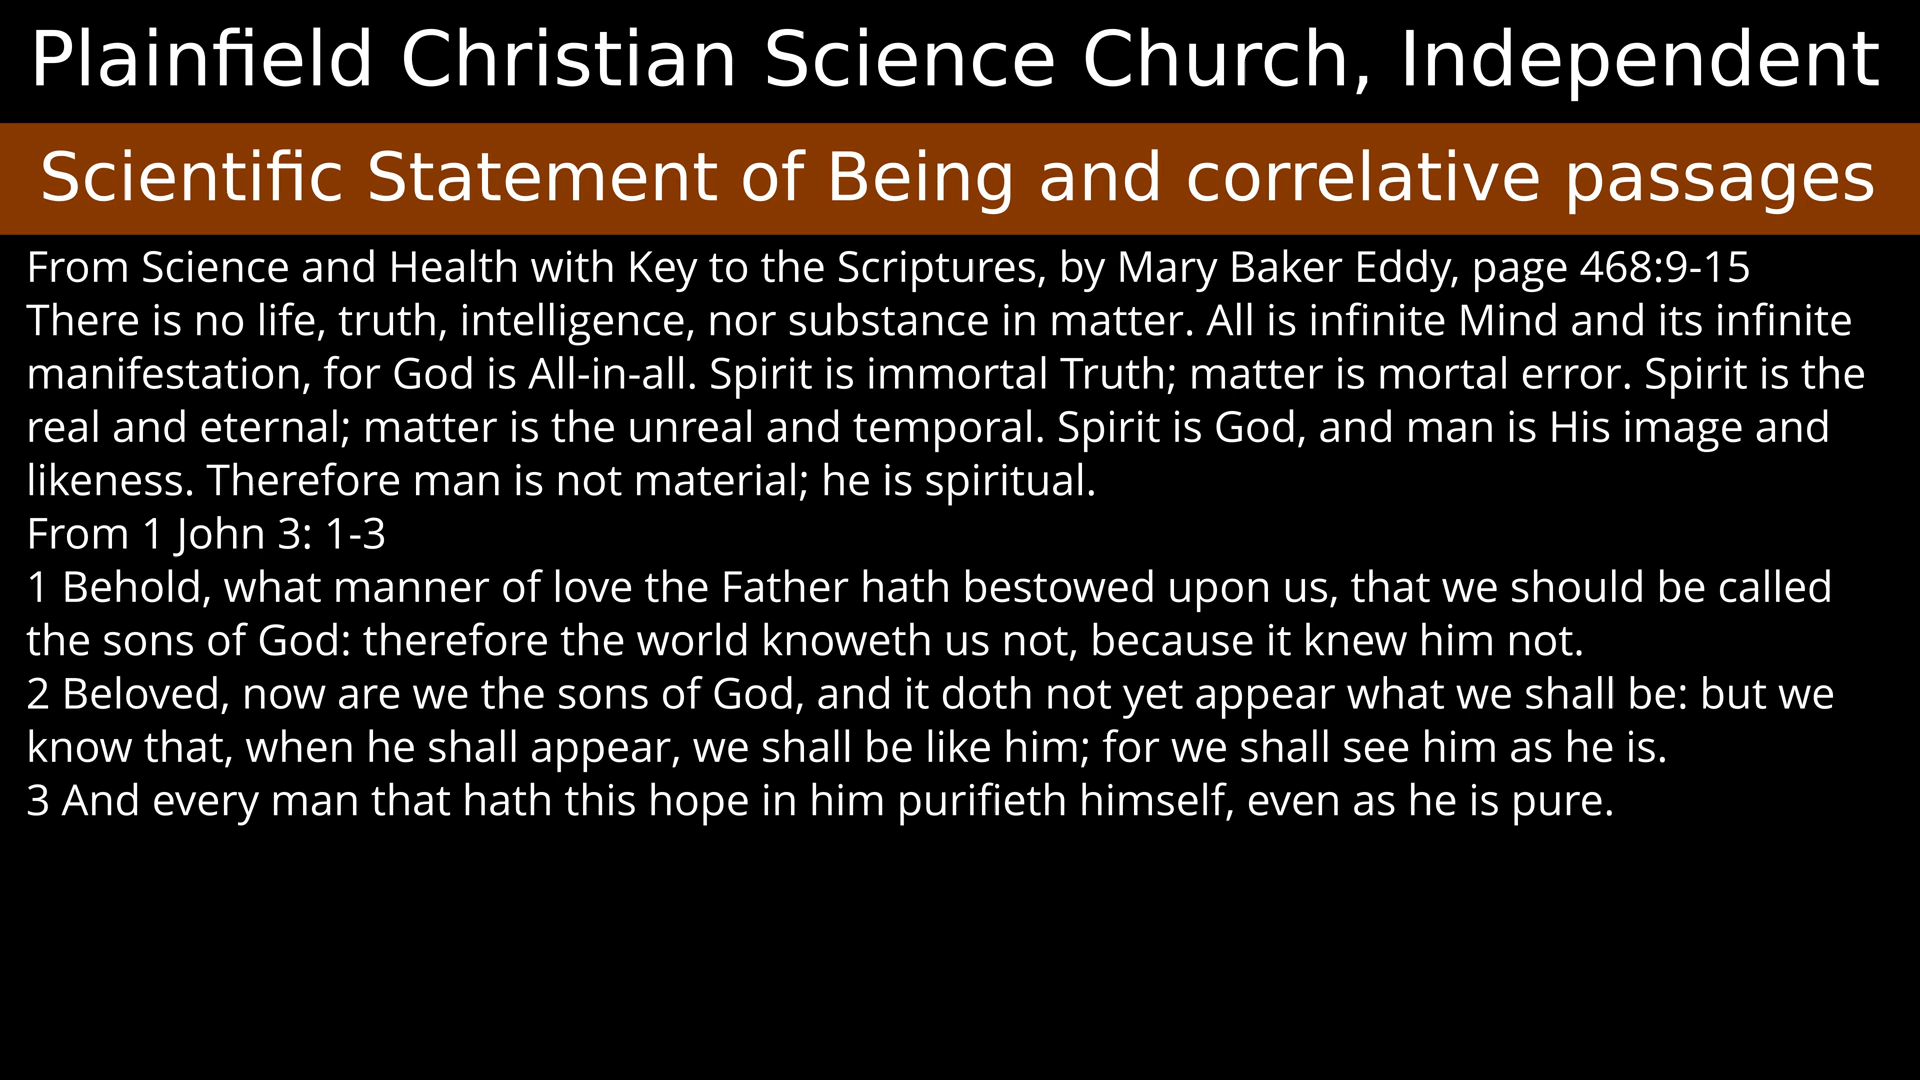 Plainfield Christian Science Church, Independent
Scientific Statement of Being and correlative passages
From Science and Health with Key to the Scriptures, by Mary Baker Eddy, page 468:9-15
There is no life, truth, intelligence, nor substance in matter. All is infinite Mind and its infinite
manifestation, for God is All-in-all. Spirit is immortal Truth; matter is mortal error. Spirit is the
real and eternal; matter is the unreal and temporal. Spirit is God, and man is His image and
likeness. Therefore man is not material; he is spiritual.
From 1 John 3: 1-3
1 Behold, what manner of love the Father hath bestowed upon us, that we should be called
the sons of God: therefore the world knoweth us not, because it knew him not.
2 Beloved, now are we the sons of God, and it doth not yet appear what we shall be: but we
know that, when he shall appear, we shall be like him; for we shall see him as he is.
3 And every man that hath this hope in him purifieth himself, even as he is pure.